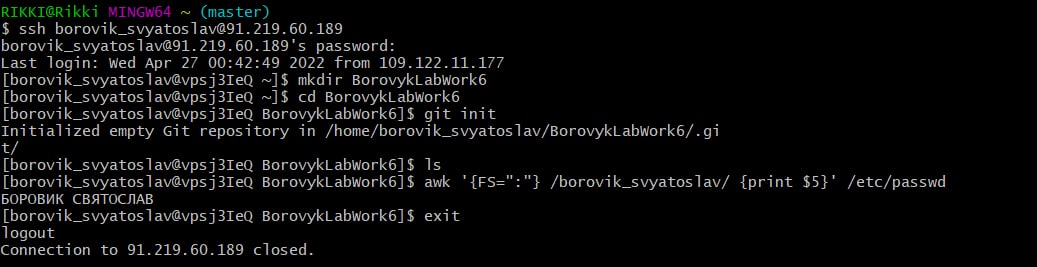 RIKKI@Rikki MINGW64 ~ (master)
$ ssh borovik_svyatoslav@91.219.60.189
borovik_svyatoslav@91.219.60.189's password:
Last login: Wed Apr 27 00:42:49 2022 from 109.122.11.177
[borovik_svyatoslav@vpsj3IeQ ~]$ mkdir BorovykLabWork6
[borovik_svyatoslav@vpsj3IeQ ~]$ cd BorovykLabWork6
[borovik_svyatoslav@vpsj3IeQ BorovykLabWork6]$ git init
Initialized empty Git repository in /home/borovik_svyatoslav/BorovykLabWork6/.gi
t/
[borovik_svyatoslav@vpsj3IeQ BorovykLabWork6]$ ls
[borovik_svyatoslav@vpsj3IeQ BorovykLabWork6]$ awk '{FS=":"} /borovik_svyatoslav/ {print $5}' /etc/passwd
БОРОВИК СВЯТОСЛАВ
[borovik_svyatoslav@vpsj3IeQ BorovykLabWork6]$ exit
logout
Connection to 91.219.60.189 closed.